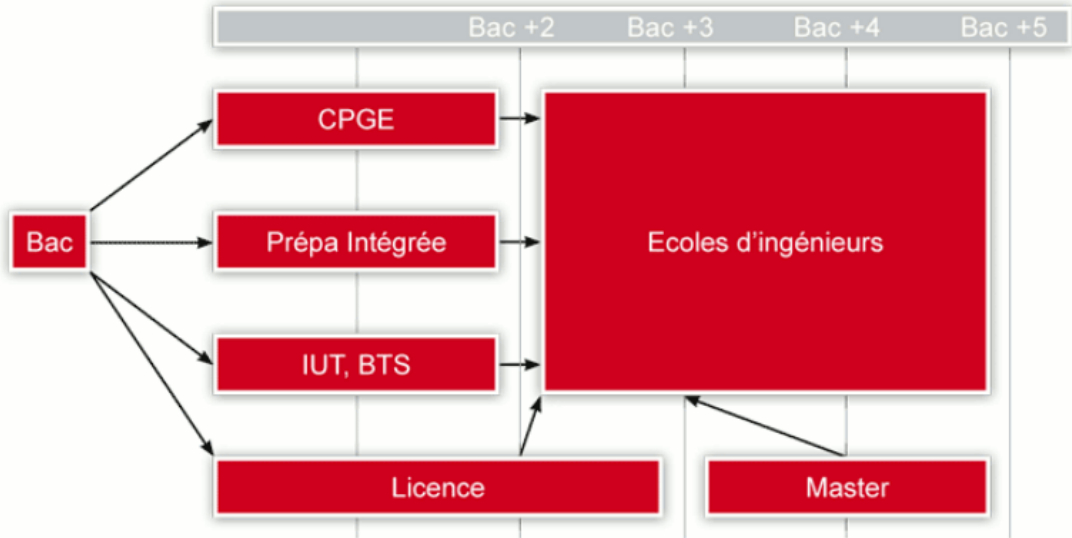 Bac +2 Bac +3 Bac +4 Bac +5
CPGE
Bac
Prépa Intégrée
Ecoles d'ingénieurs
IUT, BTS
Licence
Master